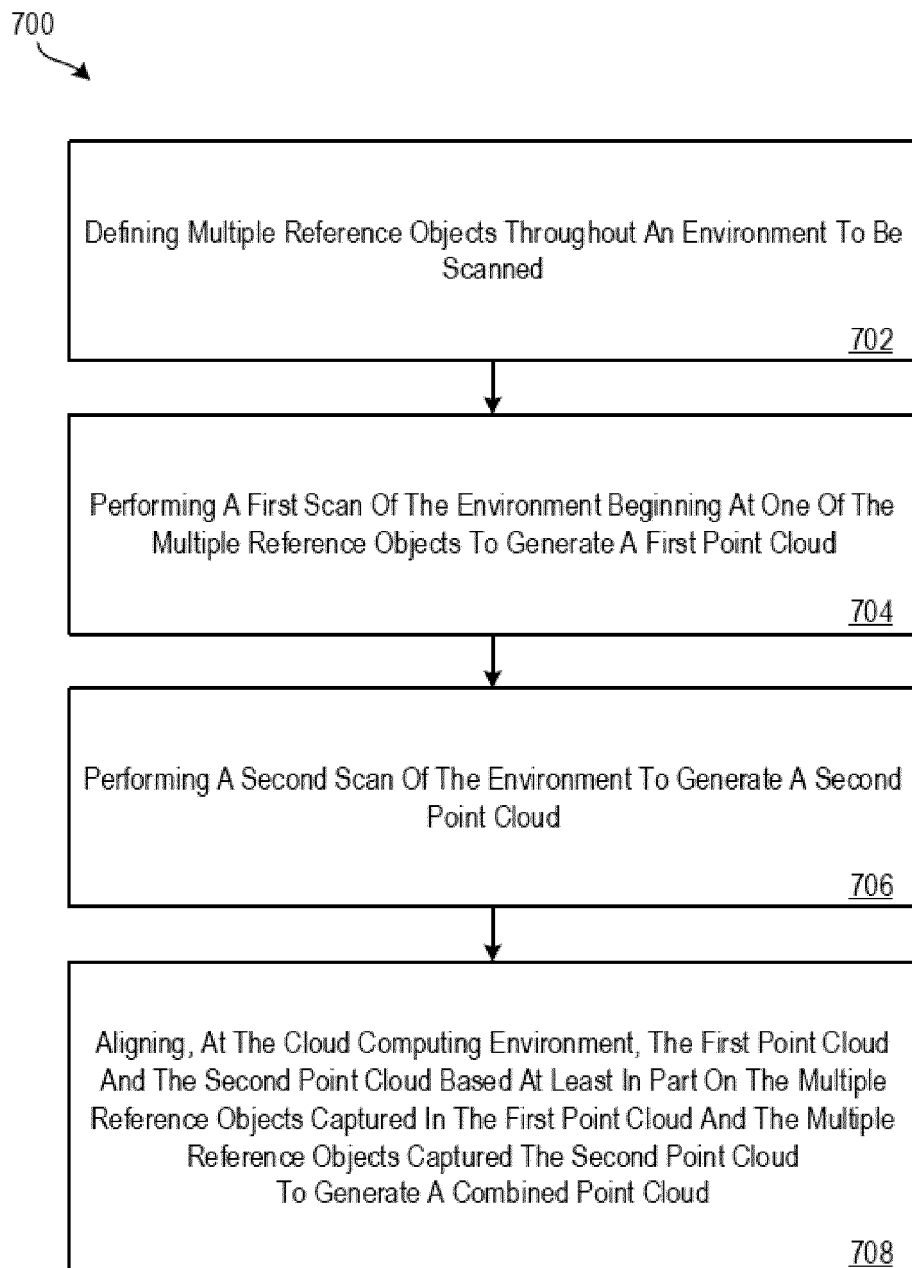 700
Defining Multiple Reference Objects Throughout An Environment To Be
Scanned
702
Performing A First Scan Of The Environment Beginning At One Of The
Multiple Reference Objects To Generate A First Point Cloud
704
Performing A Second Scan Of The Environment To Generate A Second
Point Cloud
706
Aligning, At The Cloud Computing Environment, The First Point Cloud
And The Second Point Cloud Based At Least In Part On The Multiple
Reference Objects Captured In The First Point Cloud And The Multiple
Reference Objects Captured The Second Point Cloud
To Generate A Combined Point Cloud
708